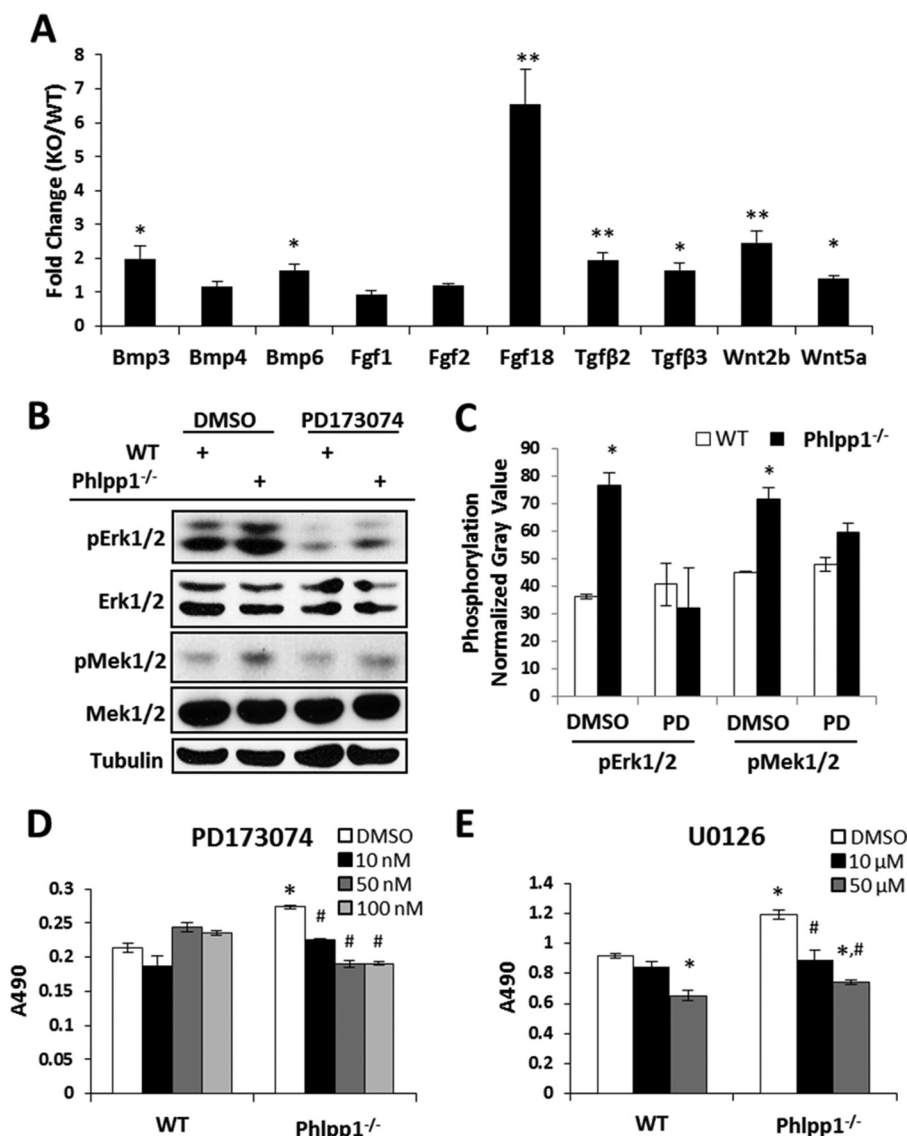 A
Fold Change (KO/WT)
8
7
6
5
4
3
2
1
0
*
*
**
**
*
**
*
Bmp3 Bmp4 Bmp6 Fgf1 Fgf2 Fgf18 Tgfβ2 Tgfβ3 Wnt2b Wnt5a
B
DMSO PD173074
WT + +
Phlpp1⁻/⁻ + +
pErk1/2
Erk1/2
pMek1/2
Mek1/2
Tubulin
C
WT Phlpp1⁻/⁻
Phosphorylation
Normalized Gray Value
90
80
70
60
50
40
30
20
10
0
* *
DMSO PD DMSO PD
pErk1/2 pMek1/2
D
PD173074
DMSO
10 nM
50 nM
100 nM
A490
0.3
0.25
0.2
0.15
0.1
0.05
0
* # # #
WT Phlpp1⁻/⁻
E
U0126
DMSO
10 µM
50 µM
A490
1.4
1.2
1
0.8
0.6
0.4
0.2
0
* * # *,#
WT Phlpp1⁻/⁻